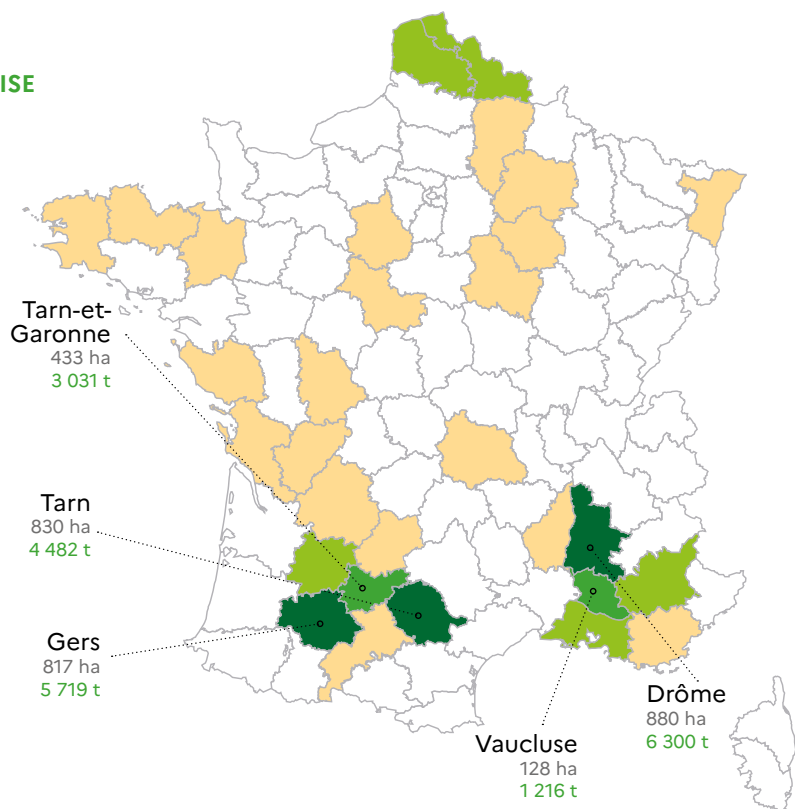 ISE
Tarn-et-
Garonne
433 ha
3 031 t
Tarn
830 ha
4 482 t
Gers
817 ha
5 719 t
Vaucluse
128 ha
1 216 t
Drôme
880 ha
6 300 t